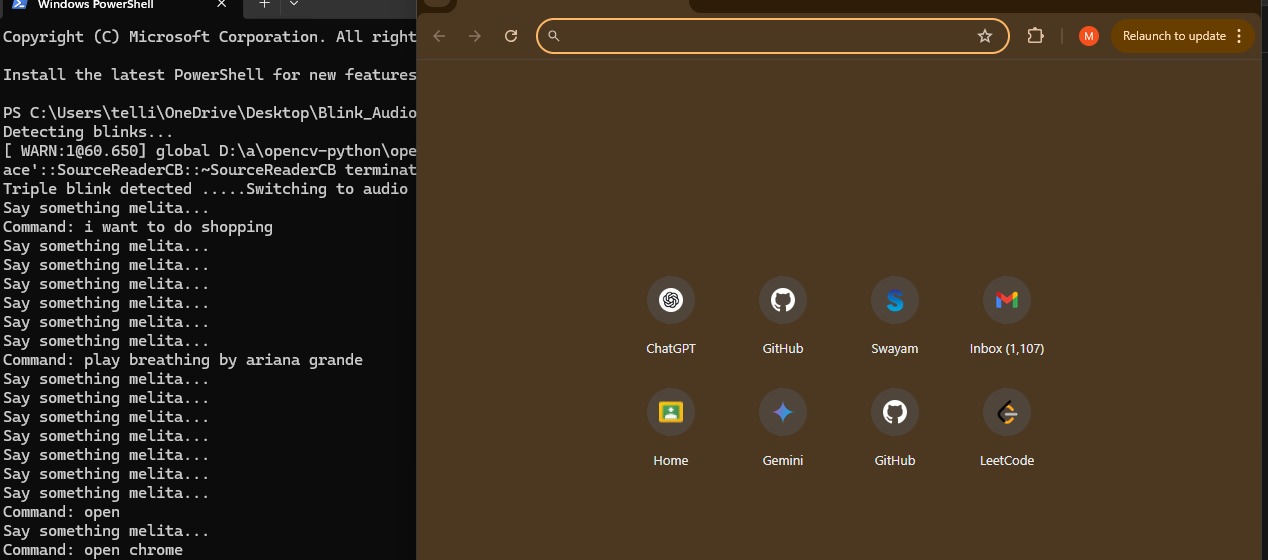 Windows PowerShell
Copyright (C) Microsoft Corporation. All right
Install the latest PowerShell for new features
PS C:\Users\telli\OneDrive\Desktop\Blink_Audio
Detecting blinks...
[ WARN:1@60.650] global D:\a\opencv-python\ope
ace'::SourceReaderCB::~SourceReaderCB terminat
Triple blink detected .....Switching to audio
Say something melita...
Command: i want to do shopping
Say something melita...
Say something melita...
Say something melita...
Say something melita...
Say something melita...
Say something melita...
Command: play breathing by ariana grande
Say something melita...
Say something melita...
Say something melita...
Say something melita...
Say something melita...
Say something melita...
Say something melita...
Command: open
Say something melita...
Command: open chrome
M
Relaunch to update
ChatGPT
GitHub
Swayam
Inbox (1,107)
Home
Gemini
GitHub
LeetCode